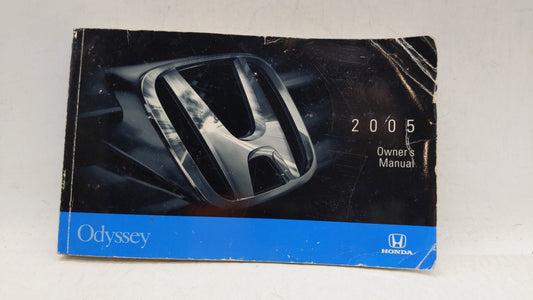 2005
Owner's
Manual
Odyssey
HONDA